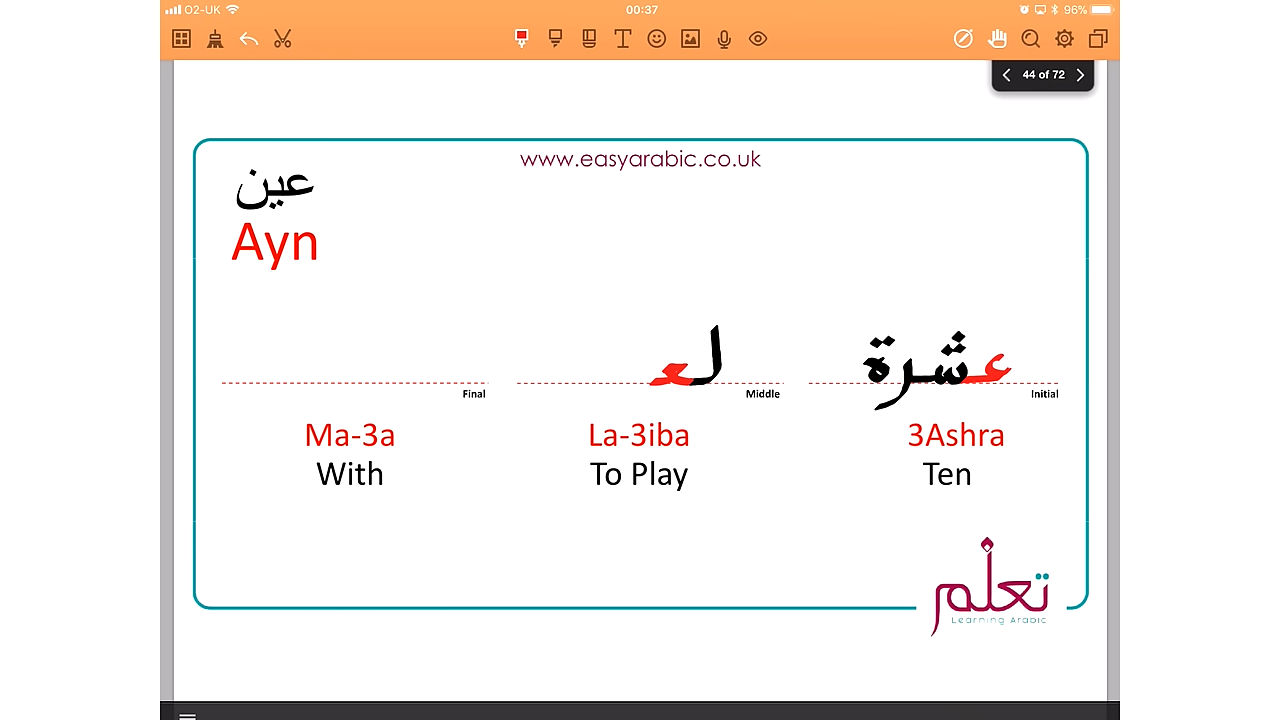 O2-UK 00:37 96%
44 of 72
www.easyarabic.co.uk
عين
Ayn
عشرة
لعـ
Final Middle Initial
Ma-3a La-3iba 3Ashra
With To Play Ten
تعلم
Learning Arabic